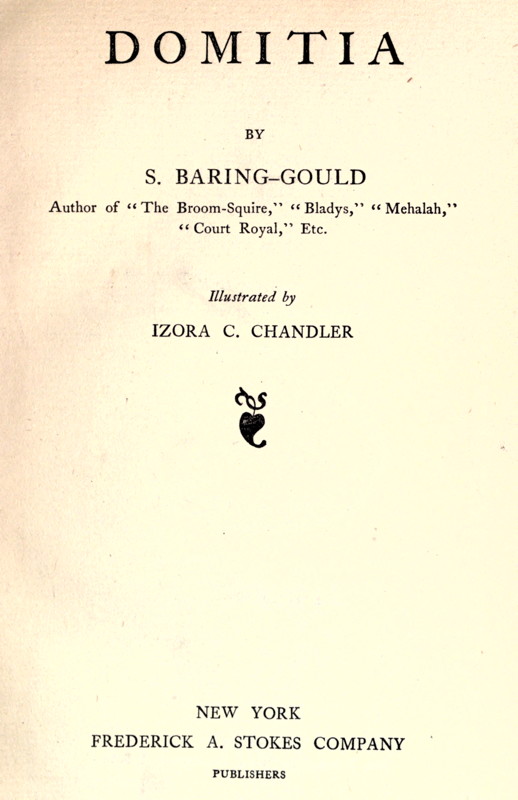 DOMITIA
BY
S. BARING–GOULD
Author of “The Broom-Squire,” “Bladys,” “Mehalah,”
“Court Royal,” Etc.
Illustrated by
IZORA C. CHANDLER
NEW YORK
FREDERICK A. STOKES COMPANY
PUBLISHERS